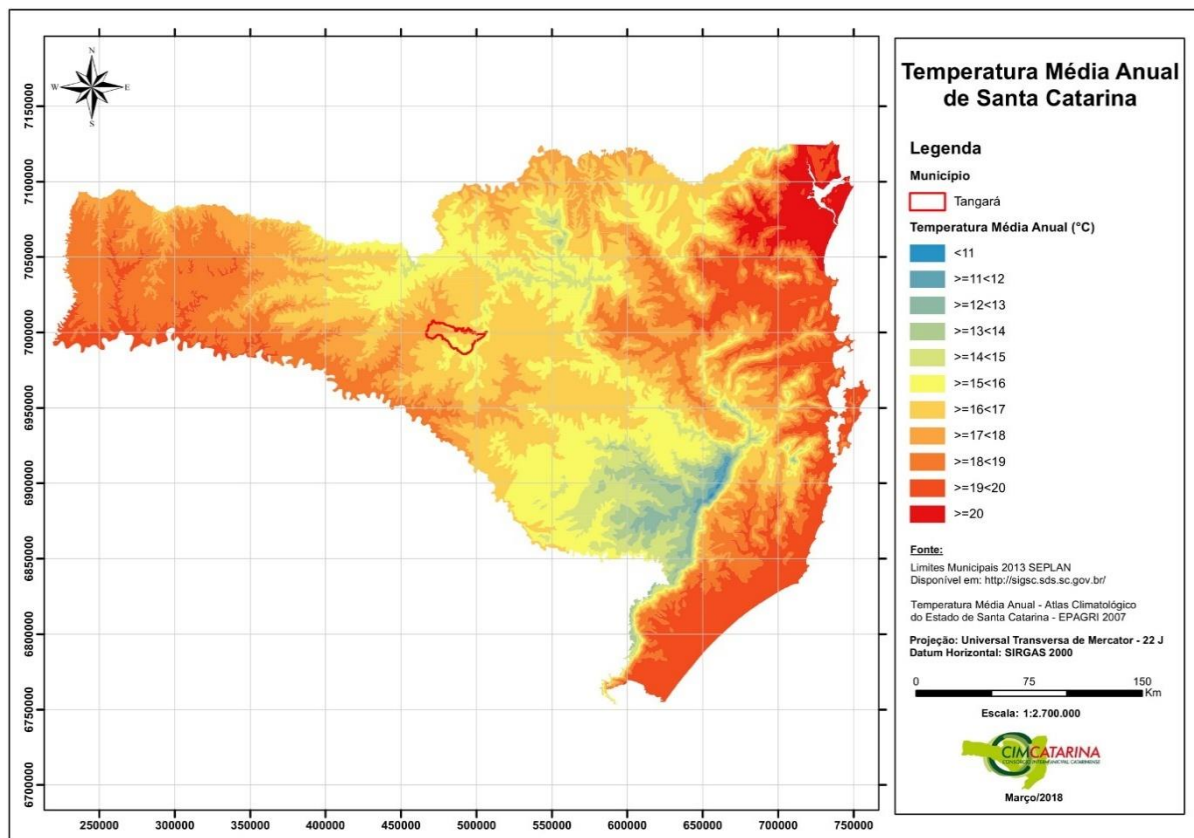 N
W E
S
7150000
7100000
7050000
7000000
6950000
6900000
6850000
6800000
6750000
6700000
250000 300000 350000 400000 450000 500000 550000 600000 650000 700000 750000
Temperatura Média Anual
de Santa Catarina
Legenda
Município
Tangará
Temperatura Média Anual (°C)
<11
>=11<12
>=12<13
>=13<14
>=14<15
>=15<16
>=16<17
>=17<18
>=18<19
>=19<20
>=20
Fonte:
Limites Municipais 2013 SEPLAN
Disponível em: http://sigsc.sds.sc.gov.br/
Temperatura Média Anual - Atlas Climatológico
do Estado de Santa Catarina - EPAGRI 2007
Projeção: Universal Transversa de Mercator - 22 J
Datum Horizontal: SIRGAS 2000
0 75 150
Km
Escala: 1:2.700.000
CIMCATARINA
CONSÓRCIO INTERMUNICIPAL CATARINENSE
Março/2018